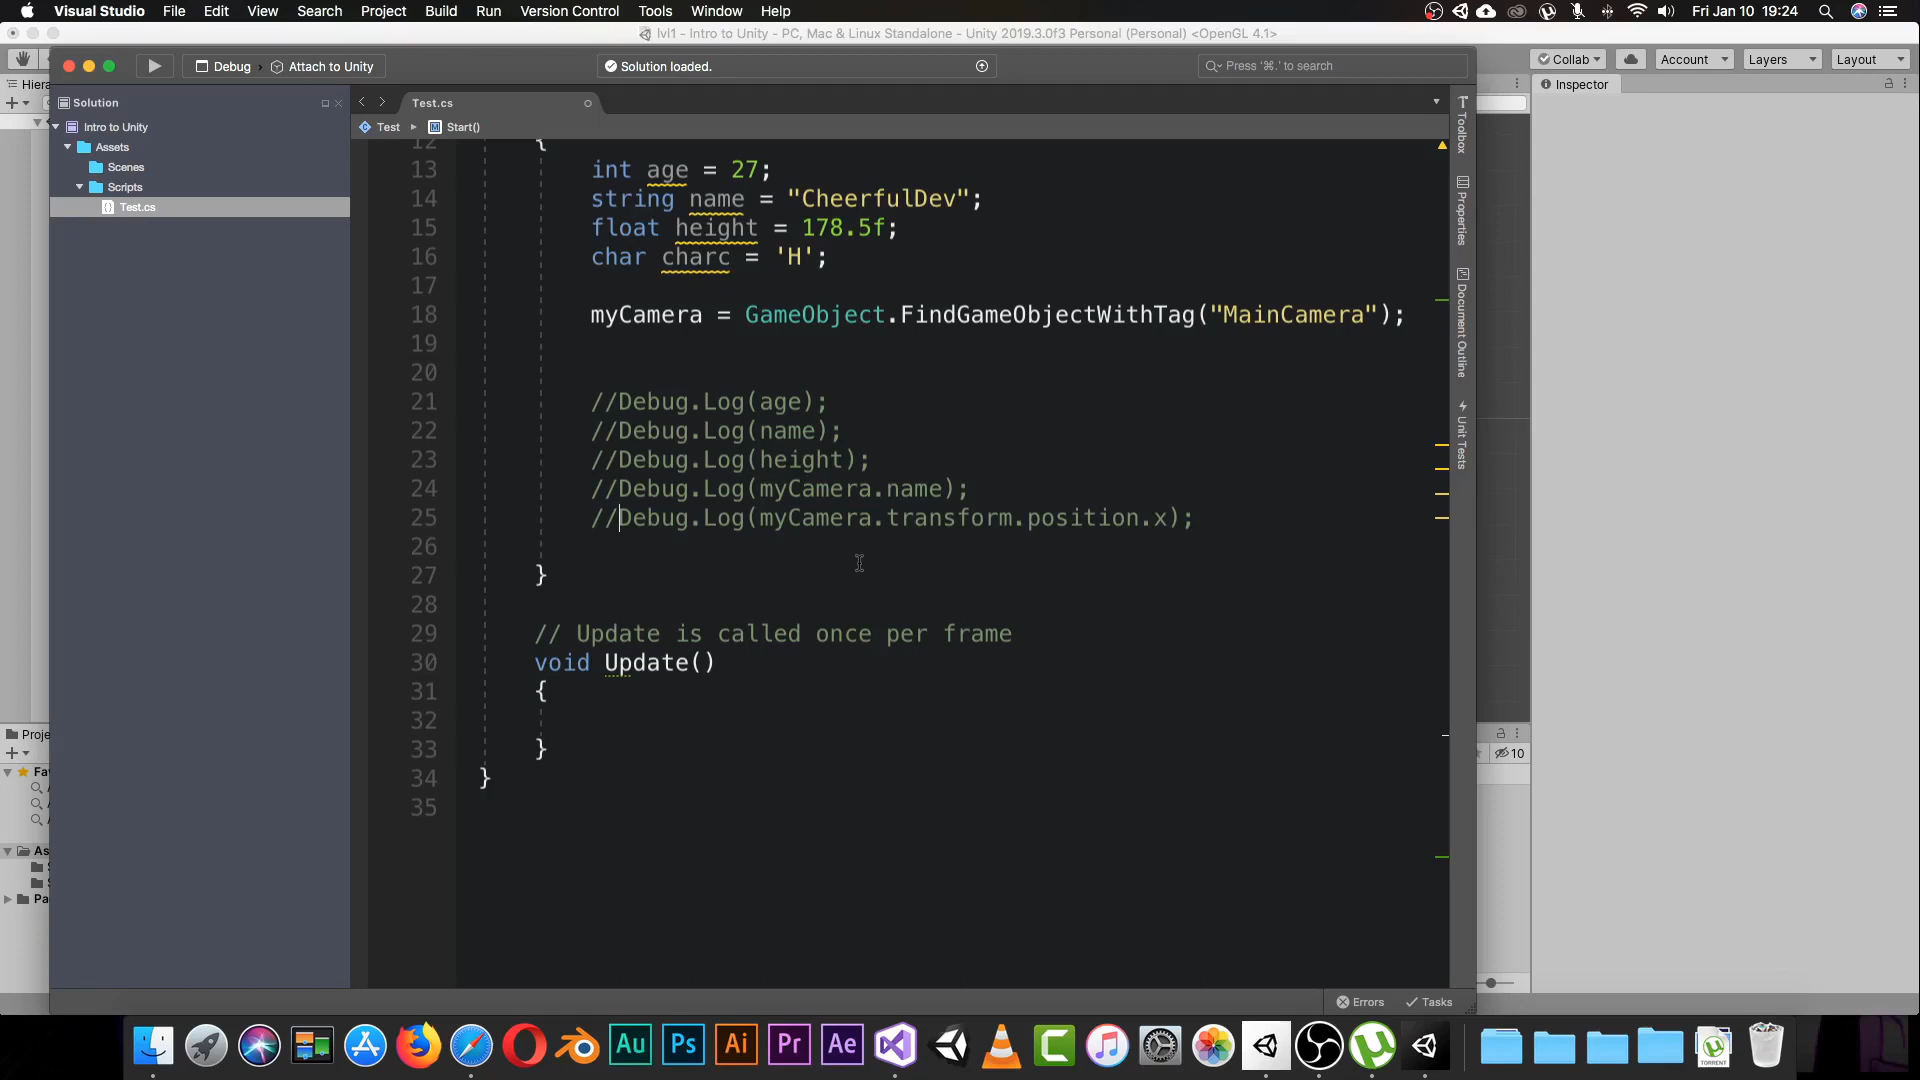 Visual Studio File Edit View Search Project Build Run Version Control Tools Window Help Fri Jan 10 19:24
lvl1 - Intro to Unity - PC, Mac & Linux Standalone - Unity 2019.3.0f3 Personal (Personal) <OpenGL 4.1>
Debug Attach to Unity Solution loaded. Press '⌘.' to search
Collab Account Layers Layout
Hiera
Inspector
Solution
Test.cs
Intro to Unity
Test Start()
Assets
Scenes
Scripts
Test.cs
Toolbox
Properties
Document Outline
Unit Tests
12 {
13 int age = 27;
14 string name = "CheerfulDev";
15 float height = 178.5f;
16 char charc = 'H';
17
18 myCamera = GameObject.FindGameObjectWithTag("MainCamera");
19
20
21 //Debug.Log(age);
22 //Debug.Log(name);
23 //Debug.Log(height);
24 //Debug.Log(myCamera.name);
25 //Debug.Log(myCamera.transform.position.x);
26
27 }
28
29 // Update is called once per frame
30 void Update()
31 {
32
33 }
34 }
35
Proje
10
Fav
As
Pa
Errors Tasks
Au Ps Ai Pr Ae
TORRENT